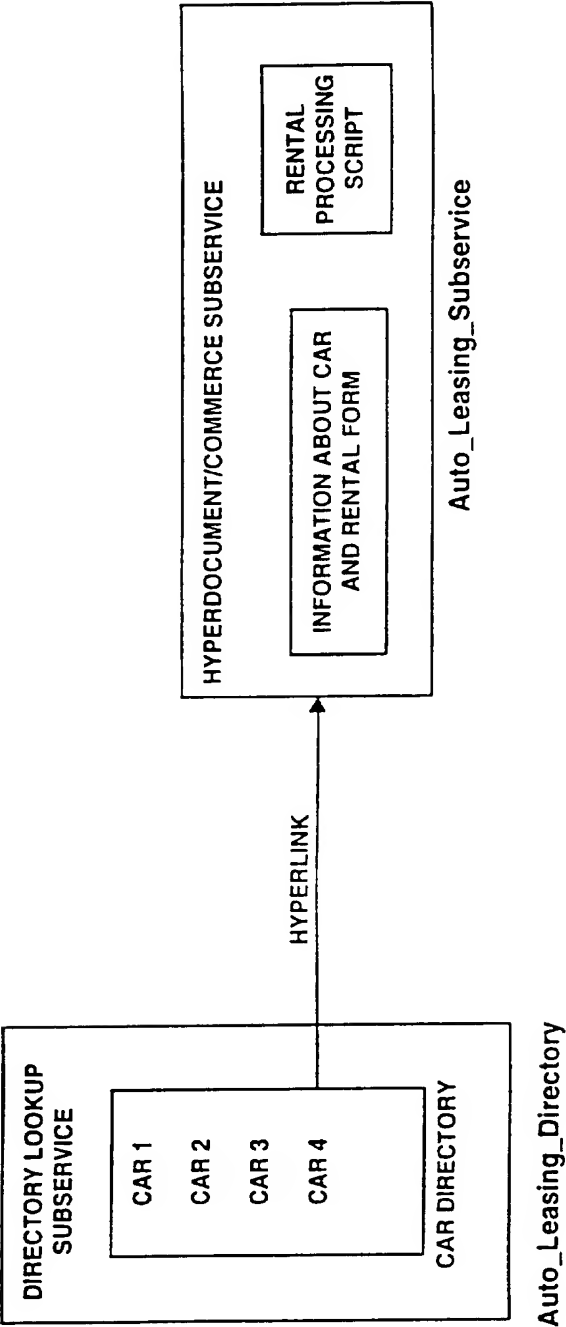 DIRECTORY LOOKUP
SUBSERVICE
CAR 1
CAR 2
CAR 3
CAR 4
CAR DIRECTORY
Auto_Leasing_Directory
HYPERLINK
HYPERDOCUMENT/COMMERCE SUBSERVICE
INFORMATION ABOUT CAR
AND RENTAL FORM
RENTAL
PROCESSING
SCRIPT
Auto_Leasing_Subservice